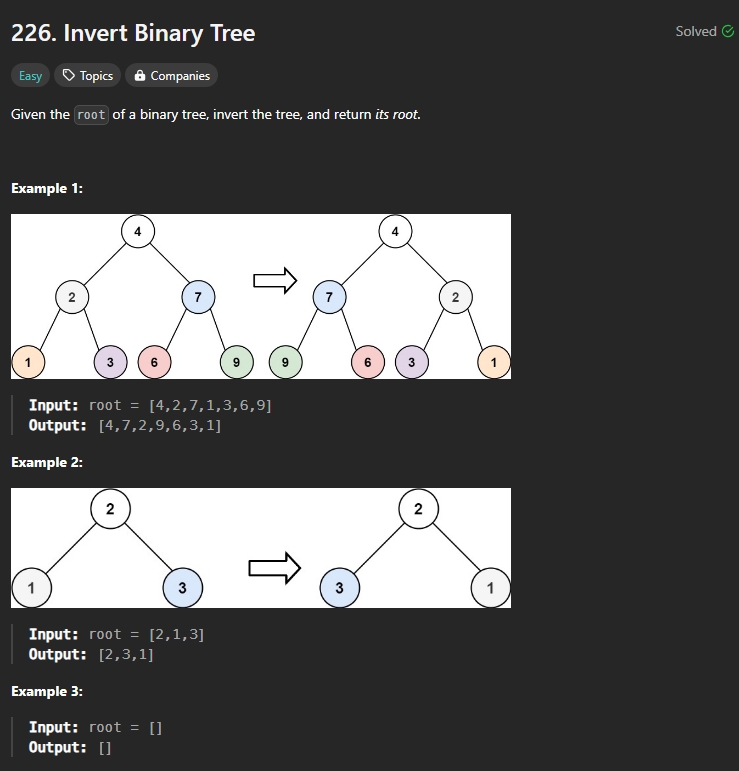 226. Invert Binary Tree
Solved
Easy Topics Companies
Given the root of a binary tree, invert the tree, and return its root.
Example 1:
4 4
2 7 7 2
1 3 6 9 9 6 3 1
Input: root = [4,2,7,1,3,6,9]
Output: [4,7,2,9,6,3,1]
Example 2:
2 2
1 3 3 1
Input: root = [2,1,3]
Output: [2,3,1]
Example 3:
Input: root = []
Output: []